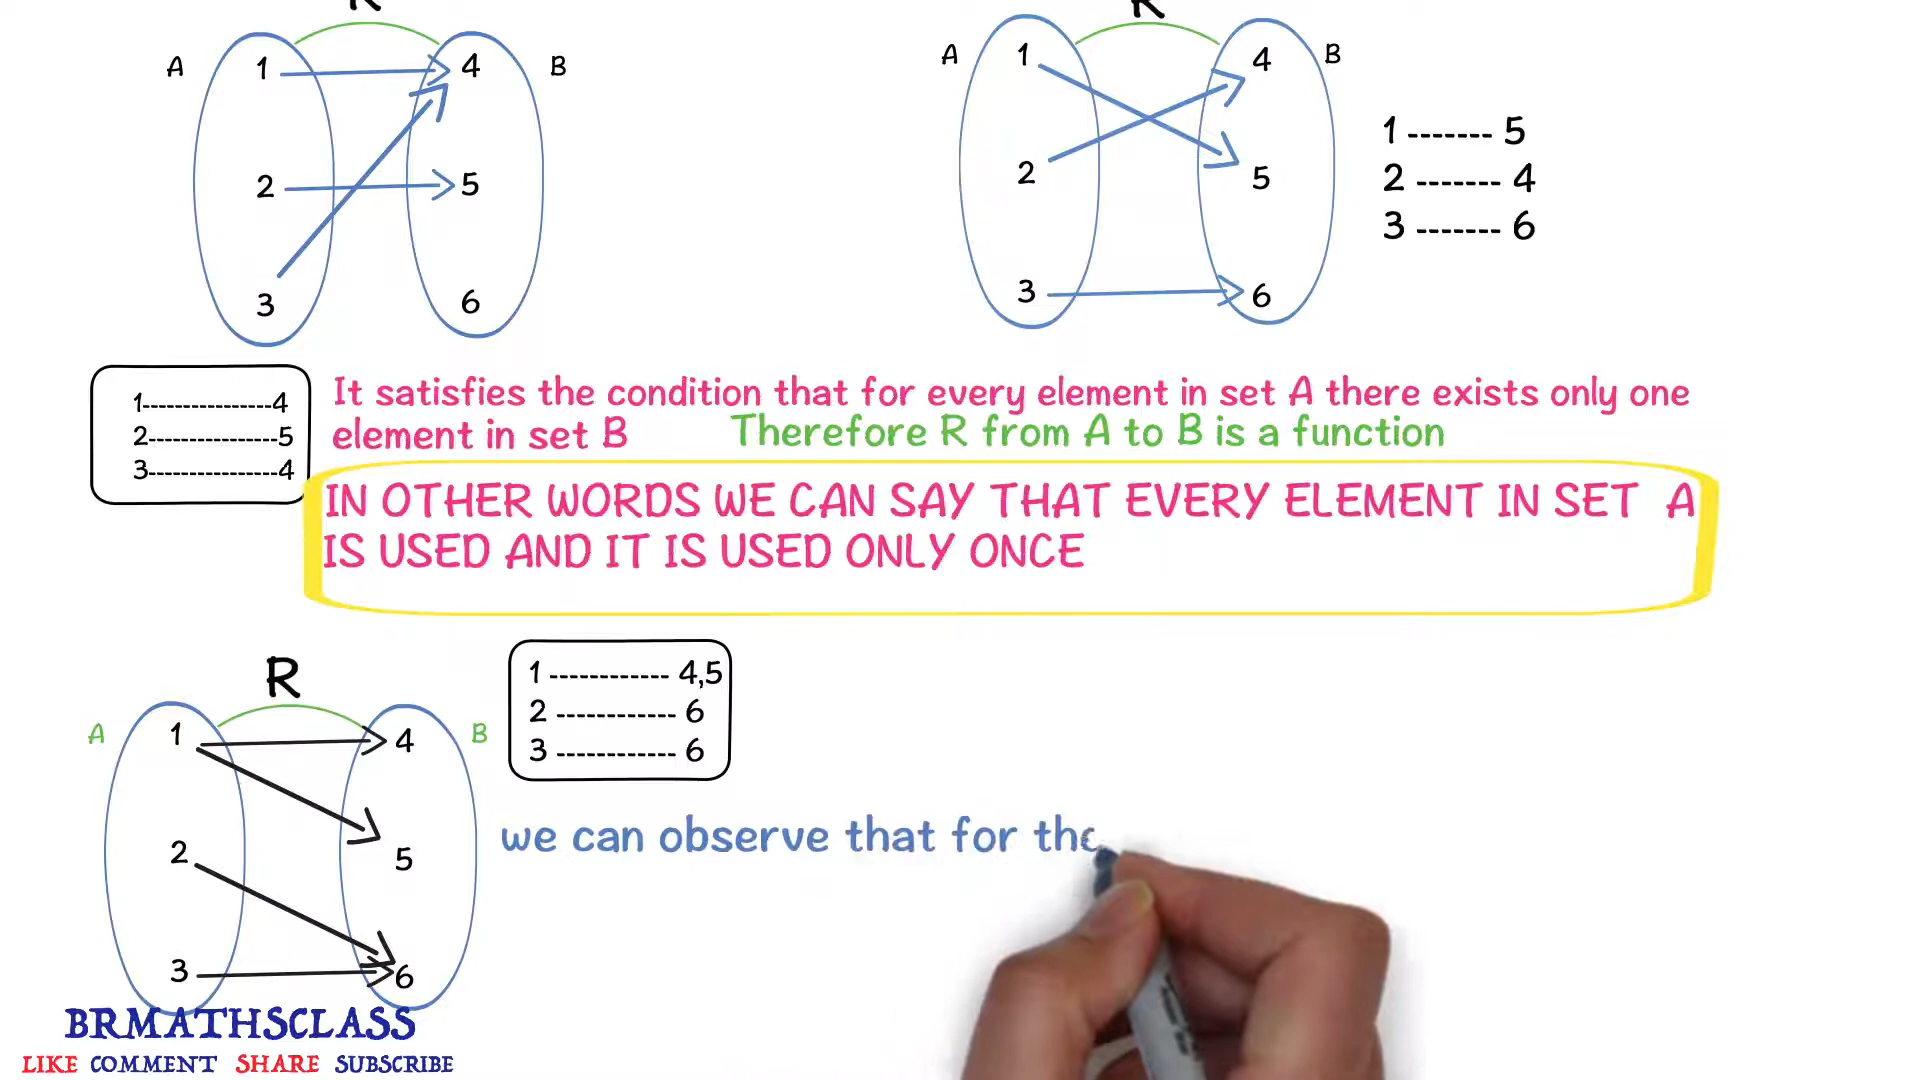 R
R
A 1 4 B
2 5
3 6
A 1 4 B
2 5
3 6
1 ------- 5
2 ------- 4
3 ------- 6
1----------------4
2----------------5
3----------------4
It satisfies the condition that for every element in set A there exists only one
element in set B Therefore R from A to B is a function
IN OTHER WORDS WE CAN SAY THAT EVERY ELEMENT IN SET A
IS USED AND IT IS USED ONLY ONCE
R
A 1 4 B
2 5
3 6
1 ------------ 4,5
2 ------------ 6
3 ------------ 6
we can observe that for the
BRMATHSCLASS
LIKE COMMENT SHARE SUBSCRIBE